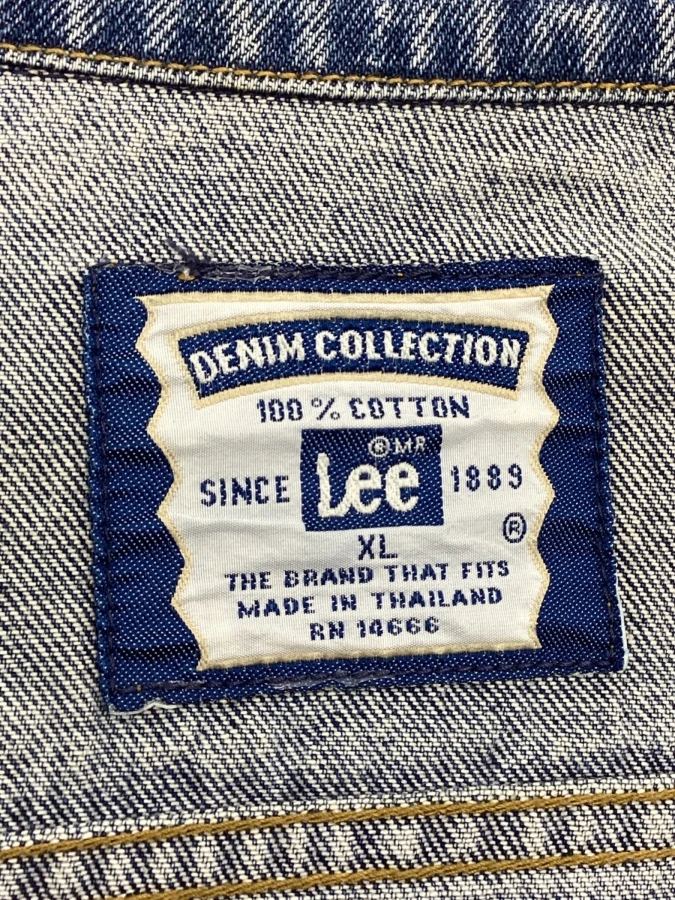 DENIM COLLECTION
100 % COTTON
® MR
SINCE Lee 1889
®
XL
THE BRAND THAT FITS
MADE IN THAILAND
RN 14666